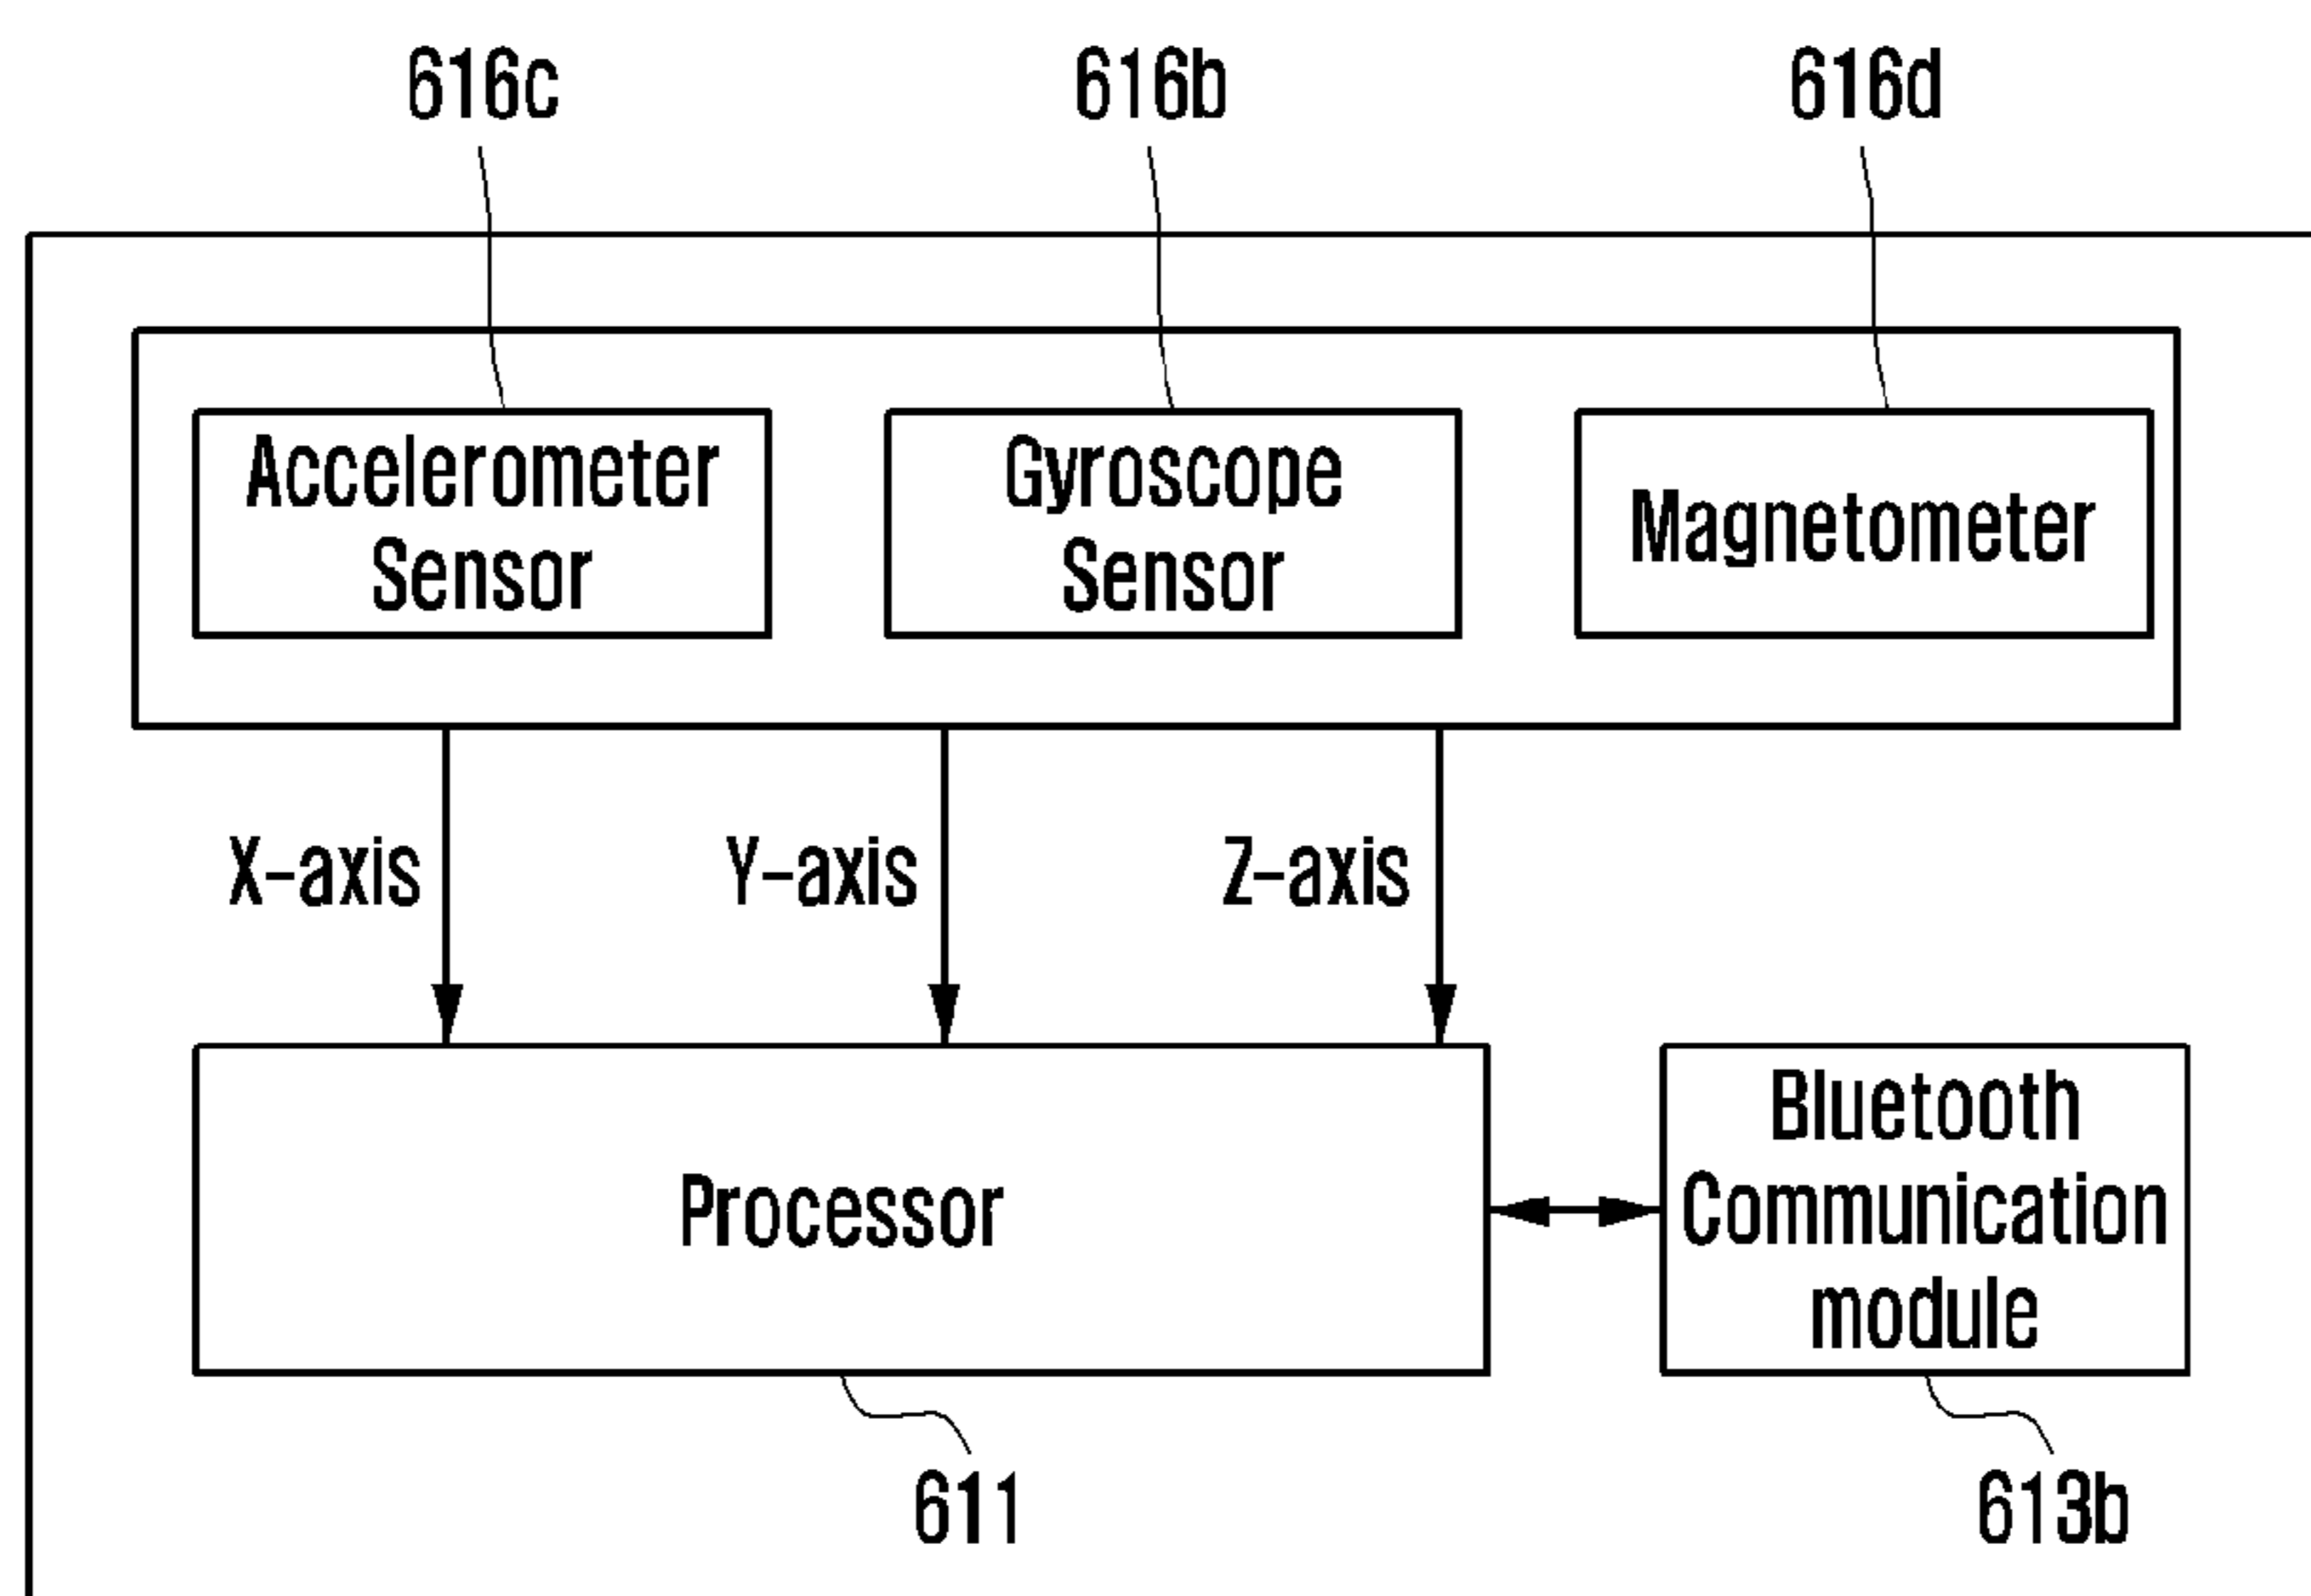 616c
616b
616d
Accelerometer
Sensor
Gyroscope
Sensor
Magnetometer
X-axis
Y-axis
Z-axis
Processor
Bluetooth
Communication
module
611
613b